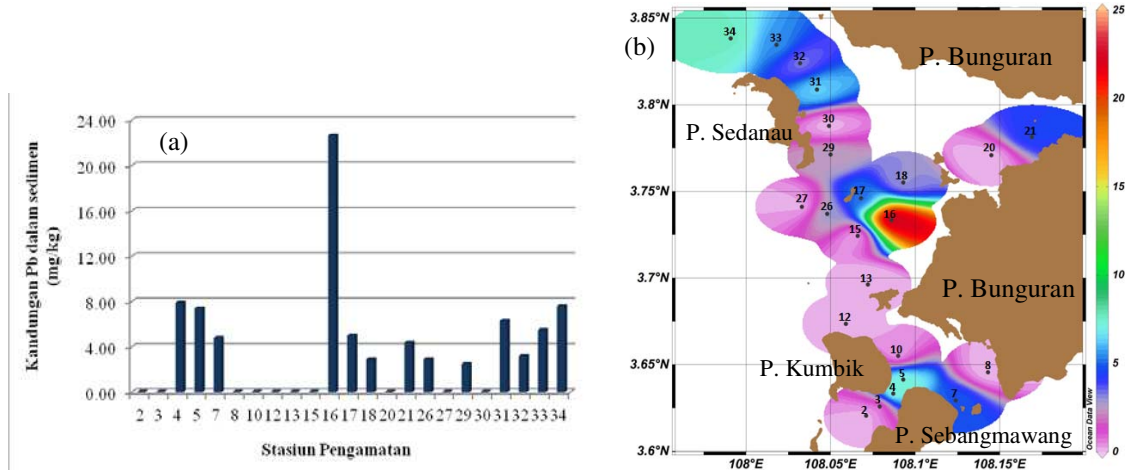 (a)
Kandungan Pb dalam sedimen
(mg/kg)
24.00
20.00
16.00
12.00
8.00
4.00
0.00
2 3 4 5 7 8 10 12 13 15 16 17 18 20 21 26 27 29 30 31 32 33 34
Stasiun Pengamatan
(b)
3.85°N
3.8°N
3.75°N
3.7°N
3.65°N
3.6°N
34
33
32
31
P. Bunguran
P. Sedanau
30
29
21
20
18
17
27
26
16
15
13
P. Bunguran
12
10
P. Kumbik
8
5
4
7
3
2
P. Sebangmawang
108°E
108.05°E
108.1°E
108.15°E
25
20
15
10
5
0
Ocean Data View